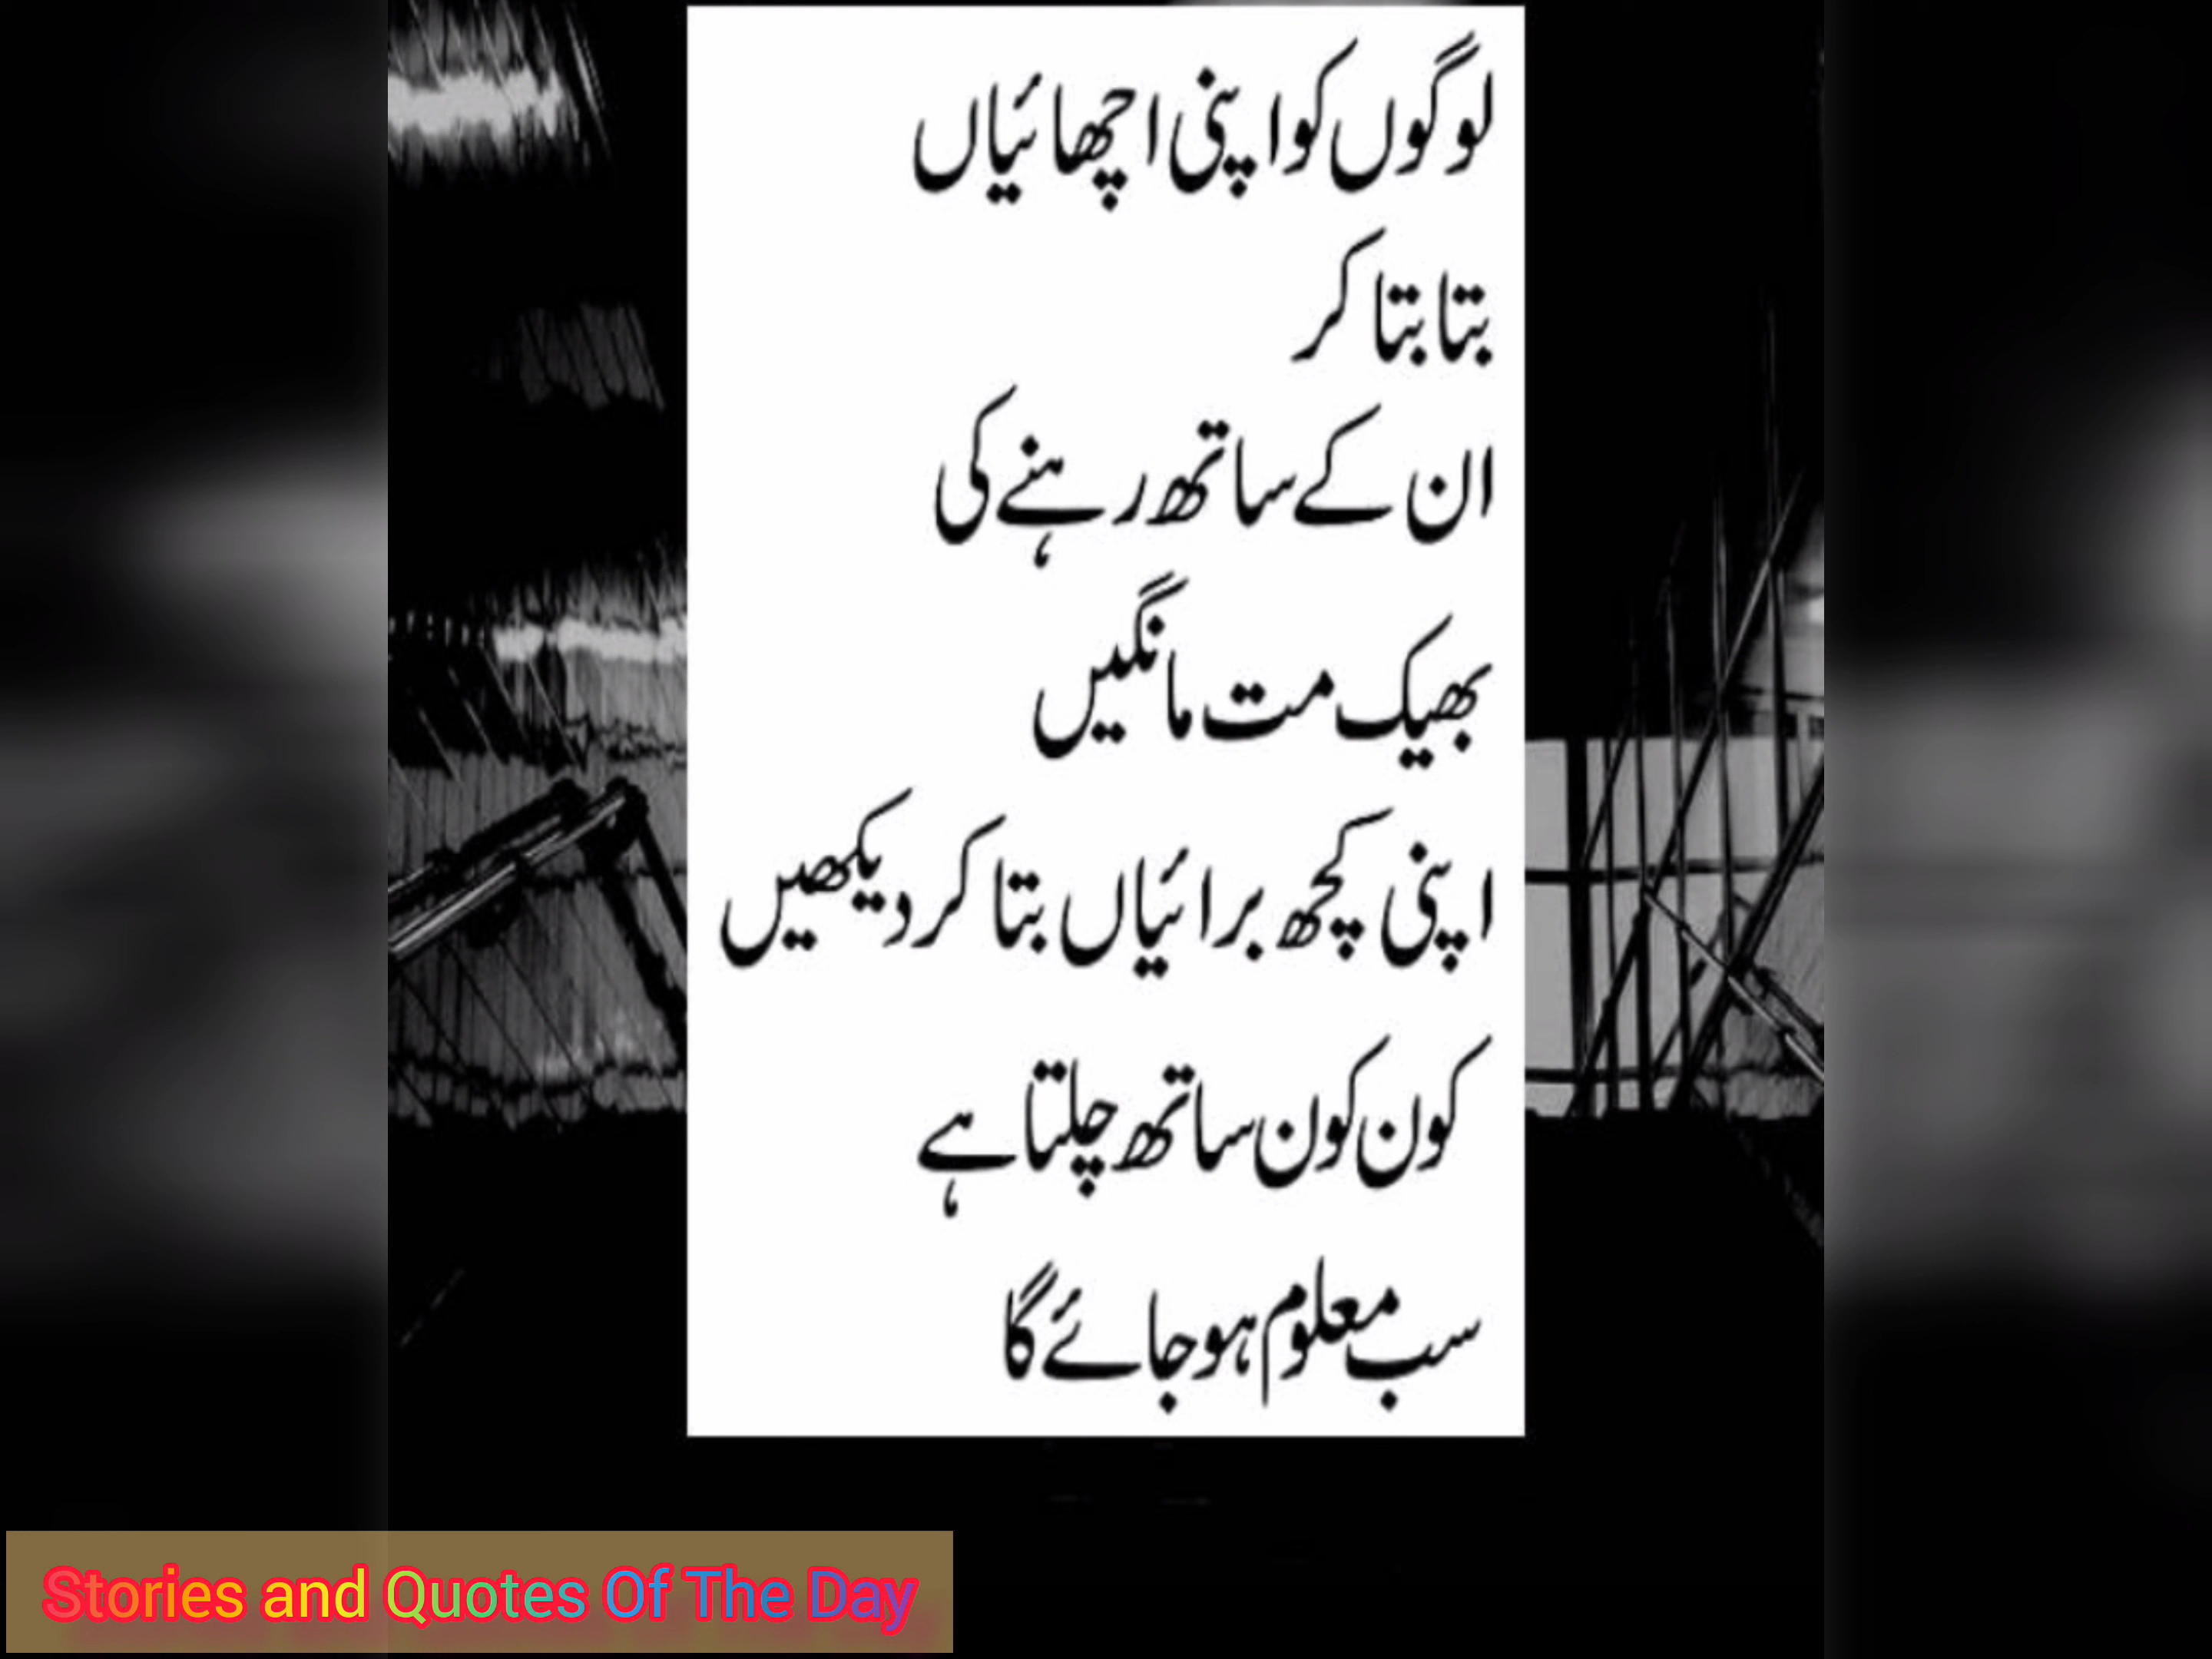 لوگوں کو اپنی اچھائیاں
بتا بتا کر
ان کے ساتھ رہنے کی
بھیک مت مانگیں
اپنی کچھ برائیاں بتا کر دیکھیں
کون کون ساتھ چلتا ہے
سب معلوم ہو جائے گا
Stories and Quotes Of The Day